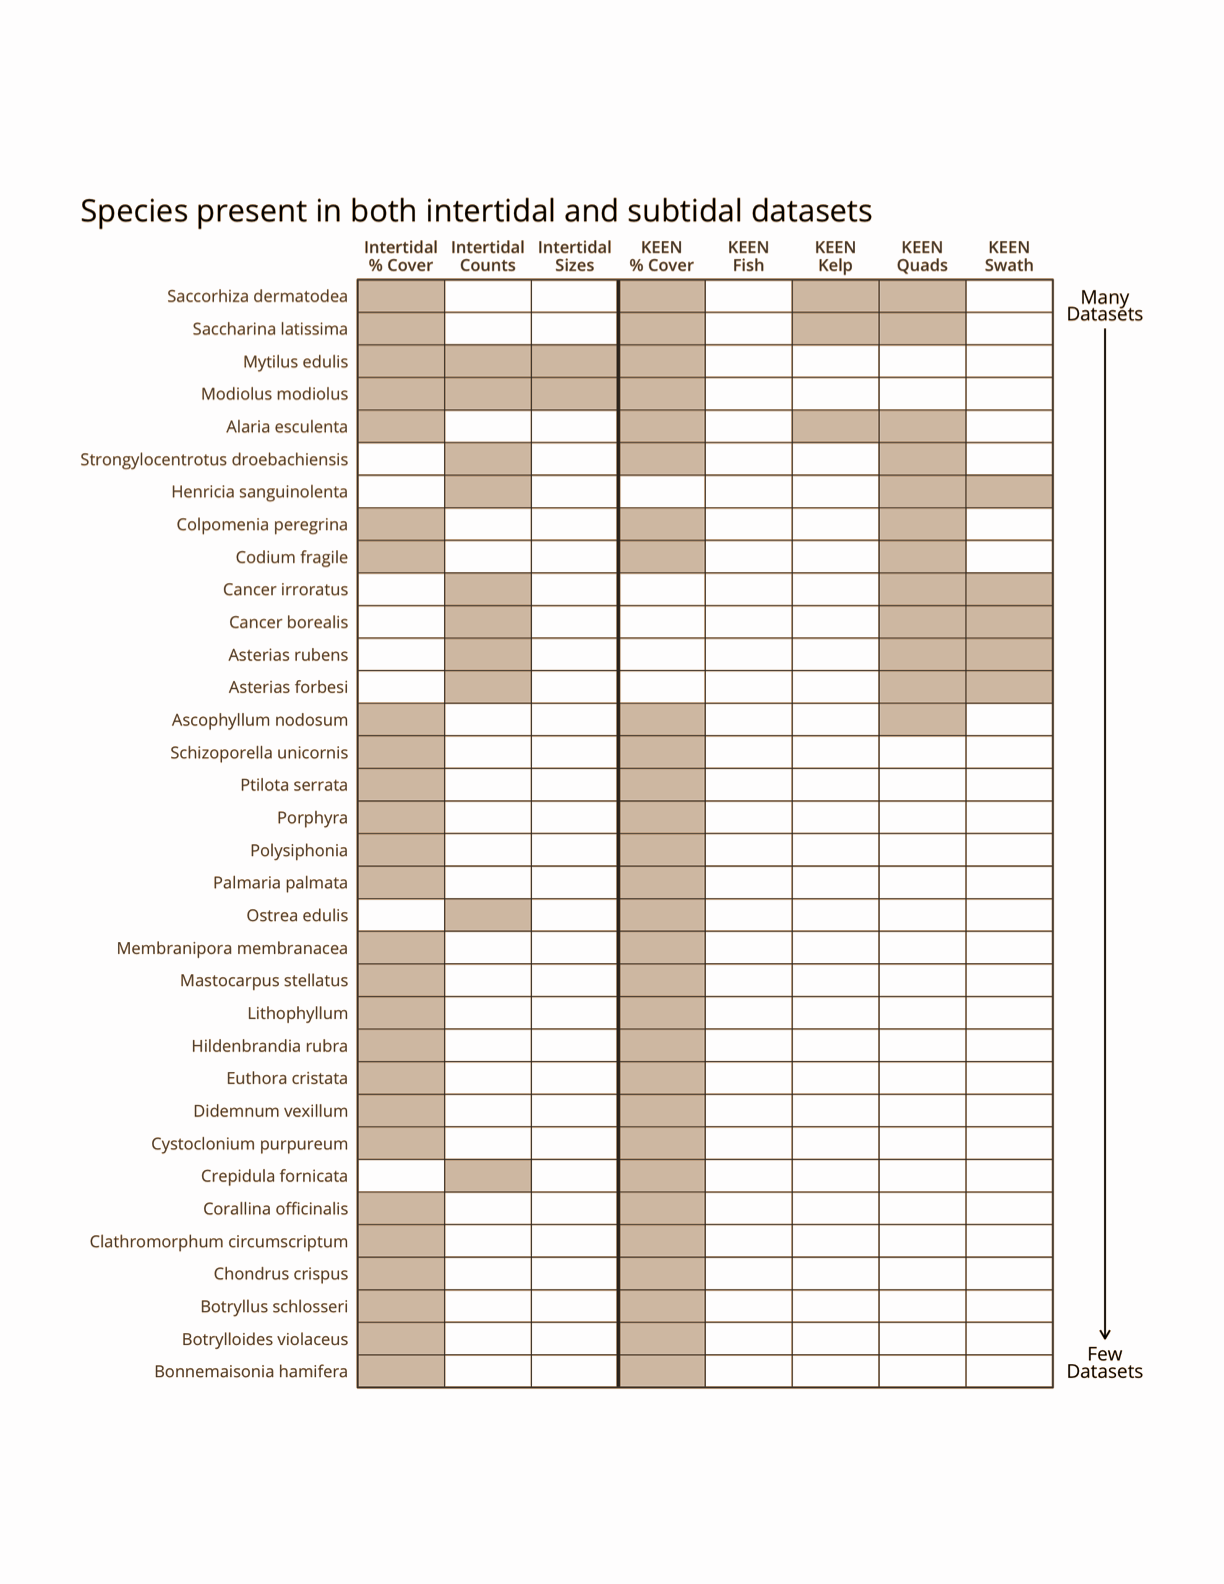 Species present in both intertidal and subtidal datasets
Intertidal Intertidal Intertidal KEEN KEEN KEEN KEEN KEEN
% Cover Counts Sizes % Cover Fish Kelp Quads Swath
Saccorhiza dermatodea
Many
Datasets
Saccharina latissima
Mytilus edulis
Modiolus modiolus
Alaria esculenta
Strongylocentrotus droebachiensis
Henricia sanguinolenta
Colpomenia peregrina
Codium fragile
Cancer irroratus
Cancer borealis
Asterias rubens
Asterias forbesi
Ascophyllum nodosum
Schizoporella unicornis
Ptilota serrata
Porphyra
Polysiphonia
Palmaria palmata
Ostrea edulis
Membranipora membranacea
Mastocarpus stellatus
Lithophyllum
Hildenbrandia rubra
Euthora cristata
Didemnum vexillum
Cystoclonium purpureum
Crepidula fornicata
Corallina officinalis
Clathromorphum circumscriptum
Chondrus crispus
Botryllus schlosseri
Botrylloides violaceus
Bonnemaisonia hamifera
Few
Datasets